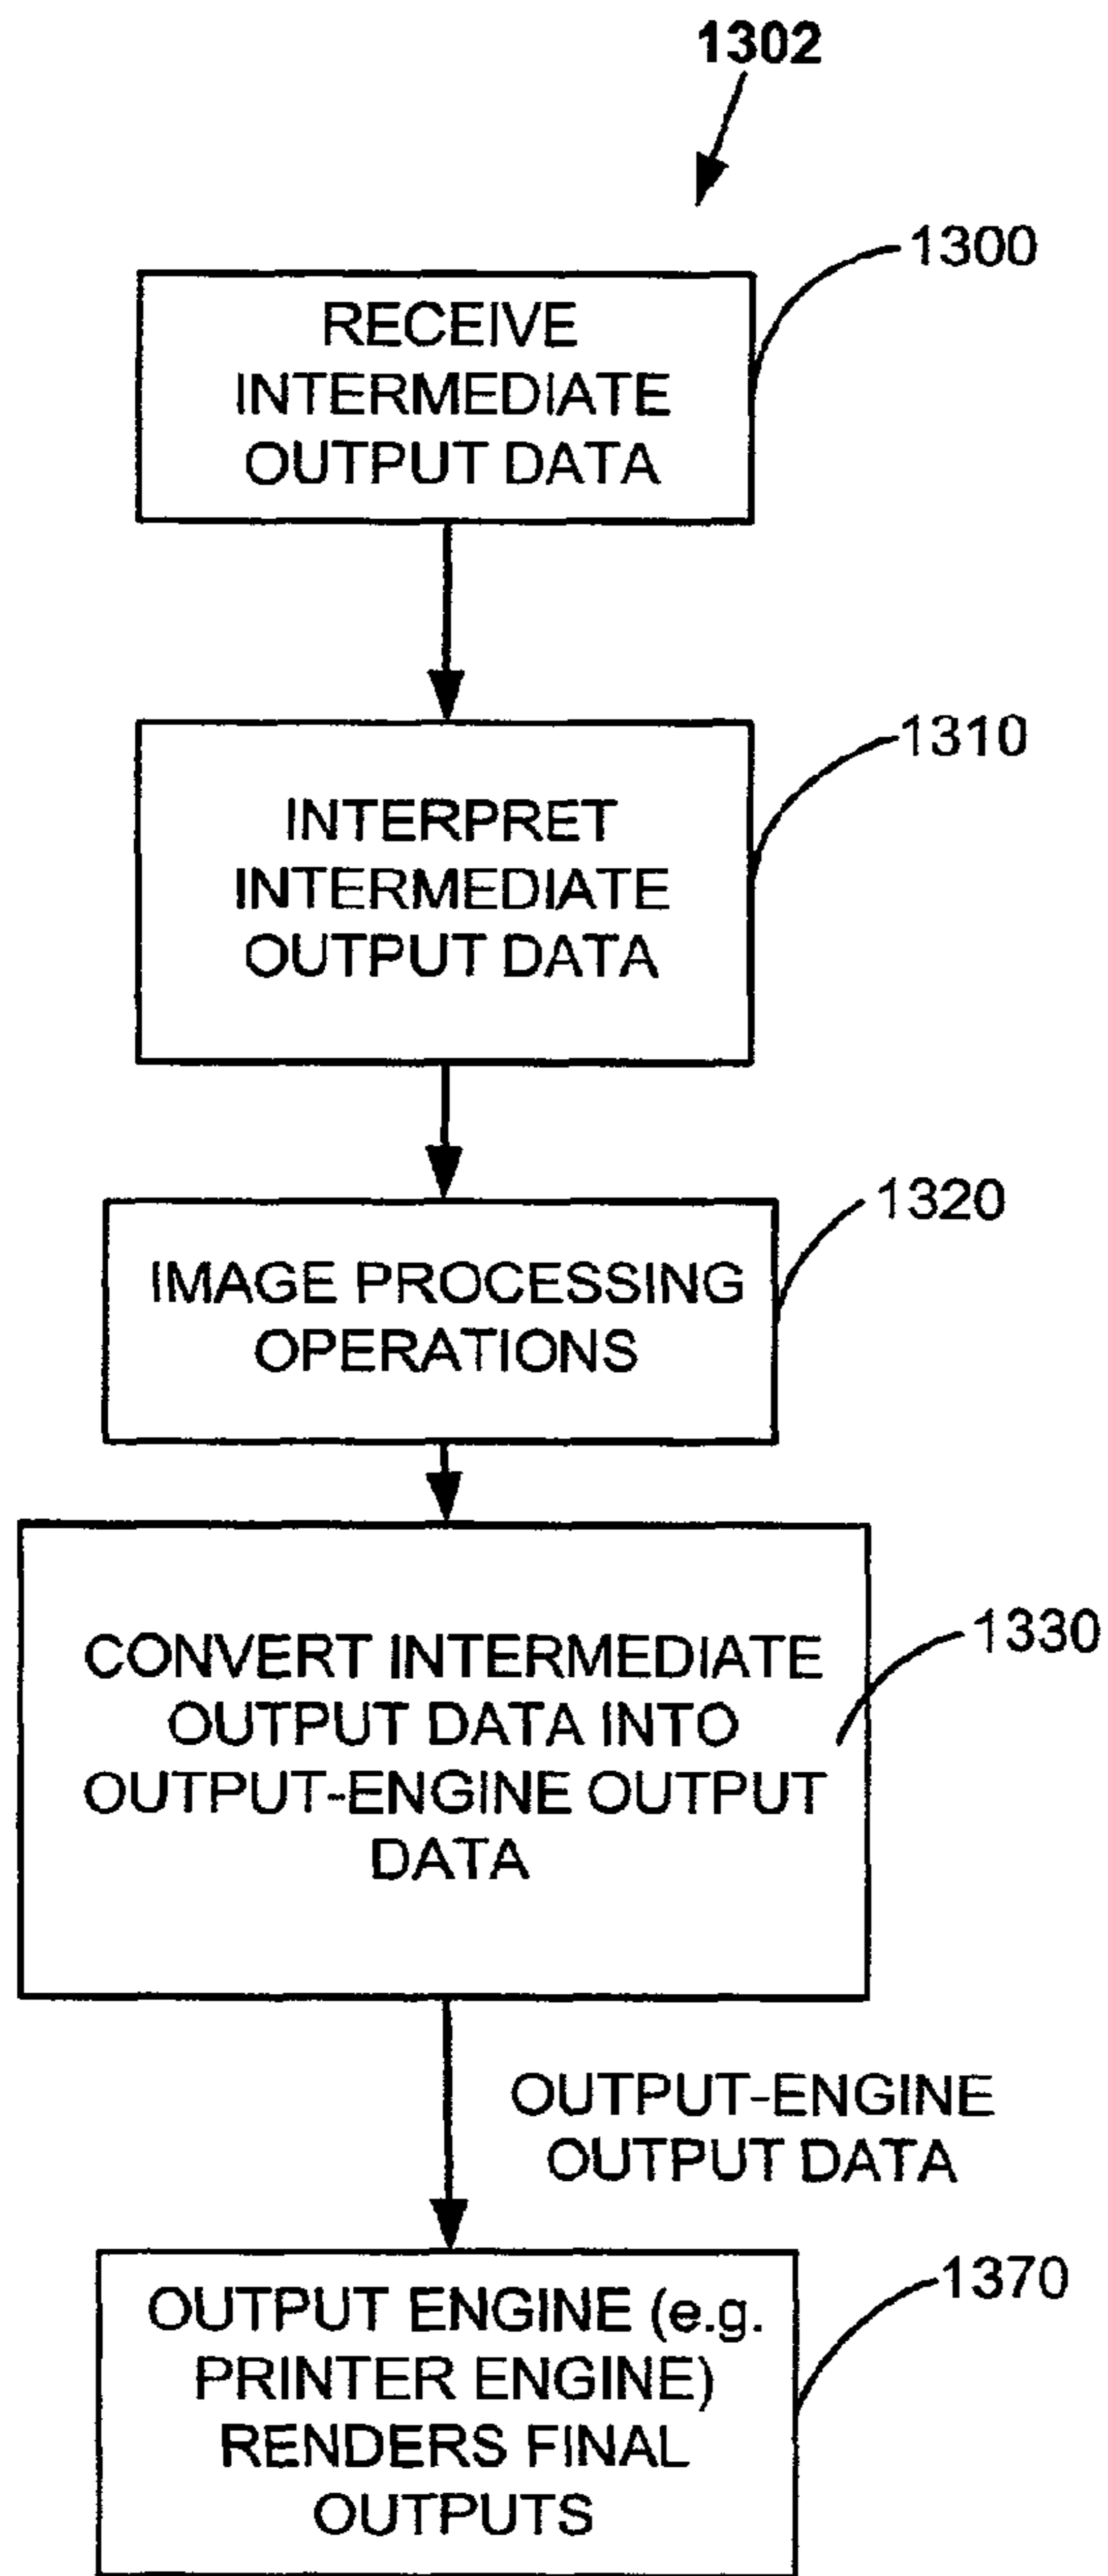 1302
1300
RECEIVE
INTERMEDIATE
OUTPUT DATA
1310
INTERPRET
INTERMEDIATE
OUTPUT DATA
1320
IMAGE PROCESSING
OPERATIONS
1330
CONVERT INTERMEDIATE
OUTPUT DATA INTO
OUTPUT-ENGINE OUTPUT
DATA
OUTPUT-ENGINE
OUTPUT DATA
1370
OUTPUT ENGINE (e.g.
PRINTER ENGINE)
RENDERS FINAL
OUTPUTS